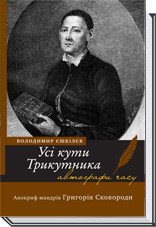 ВОЛОДИМИР ЄШКІЛЄВ
Усі кути
Трикутника
автографи часу
Апокриф мандрів Григорія Сковороди